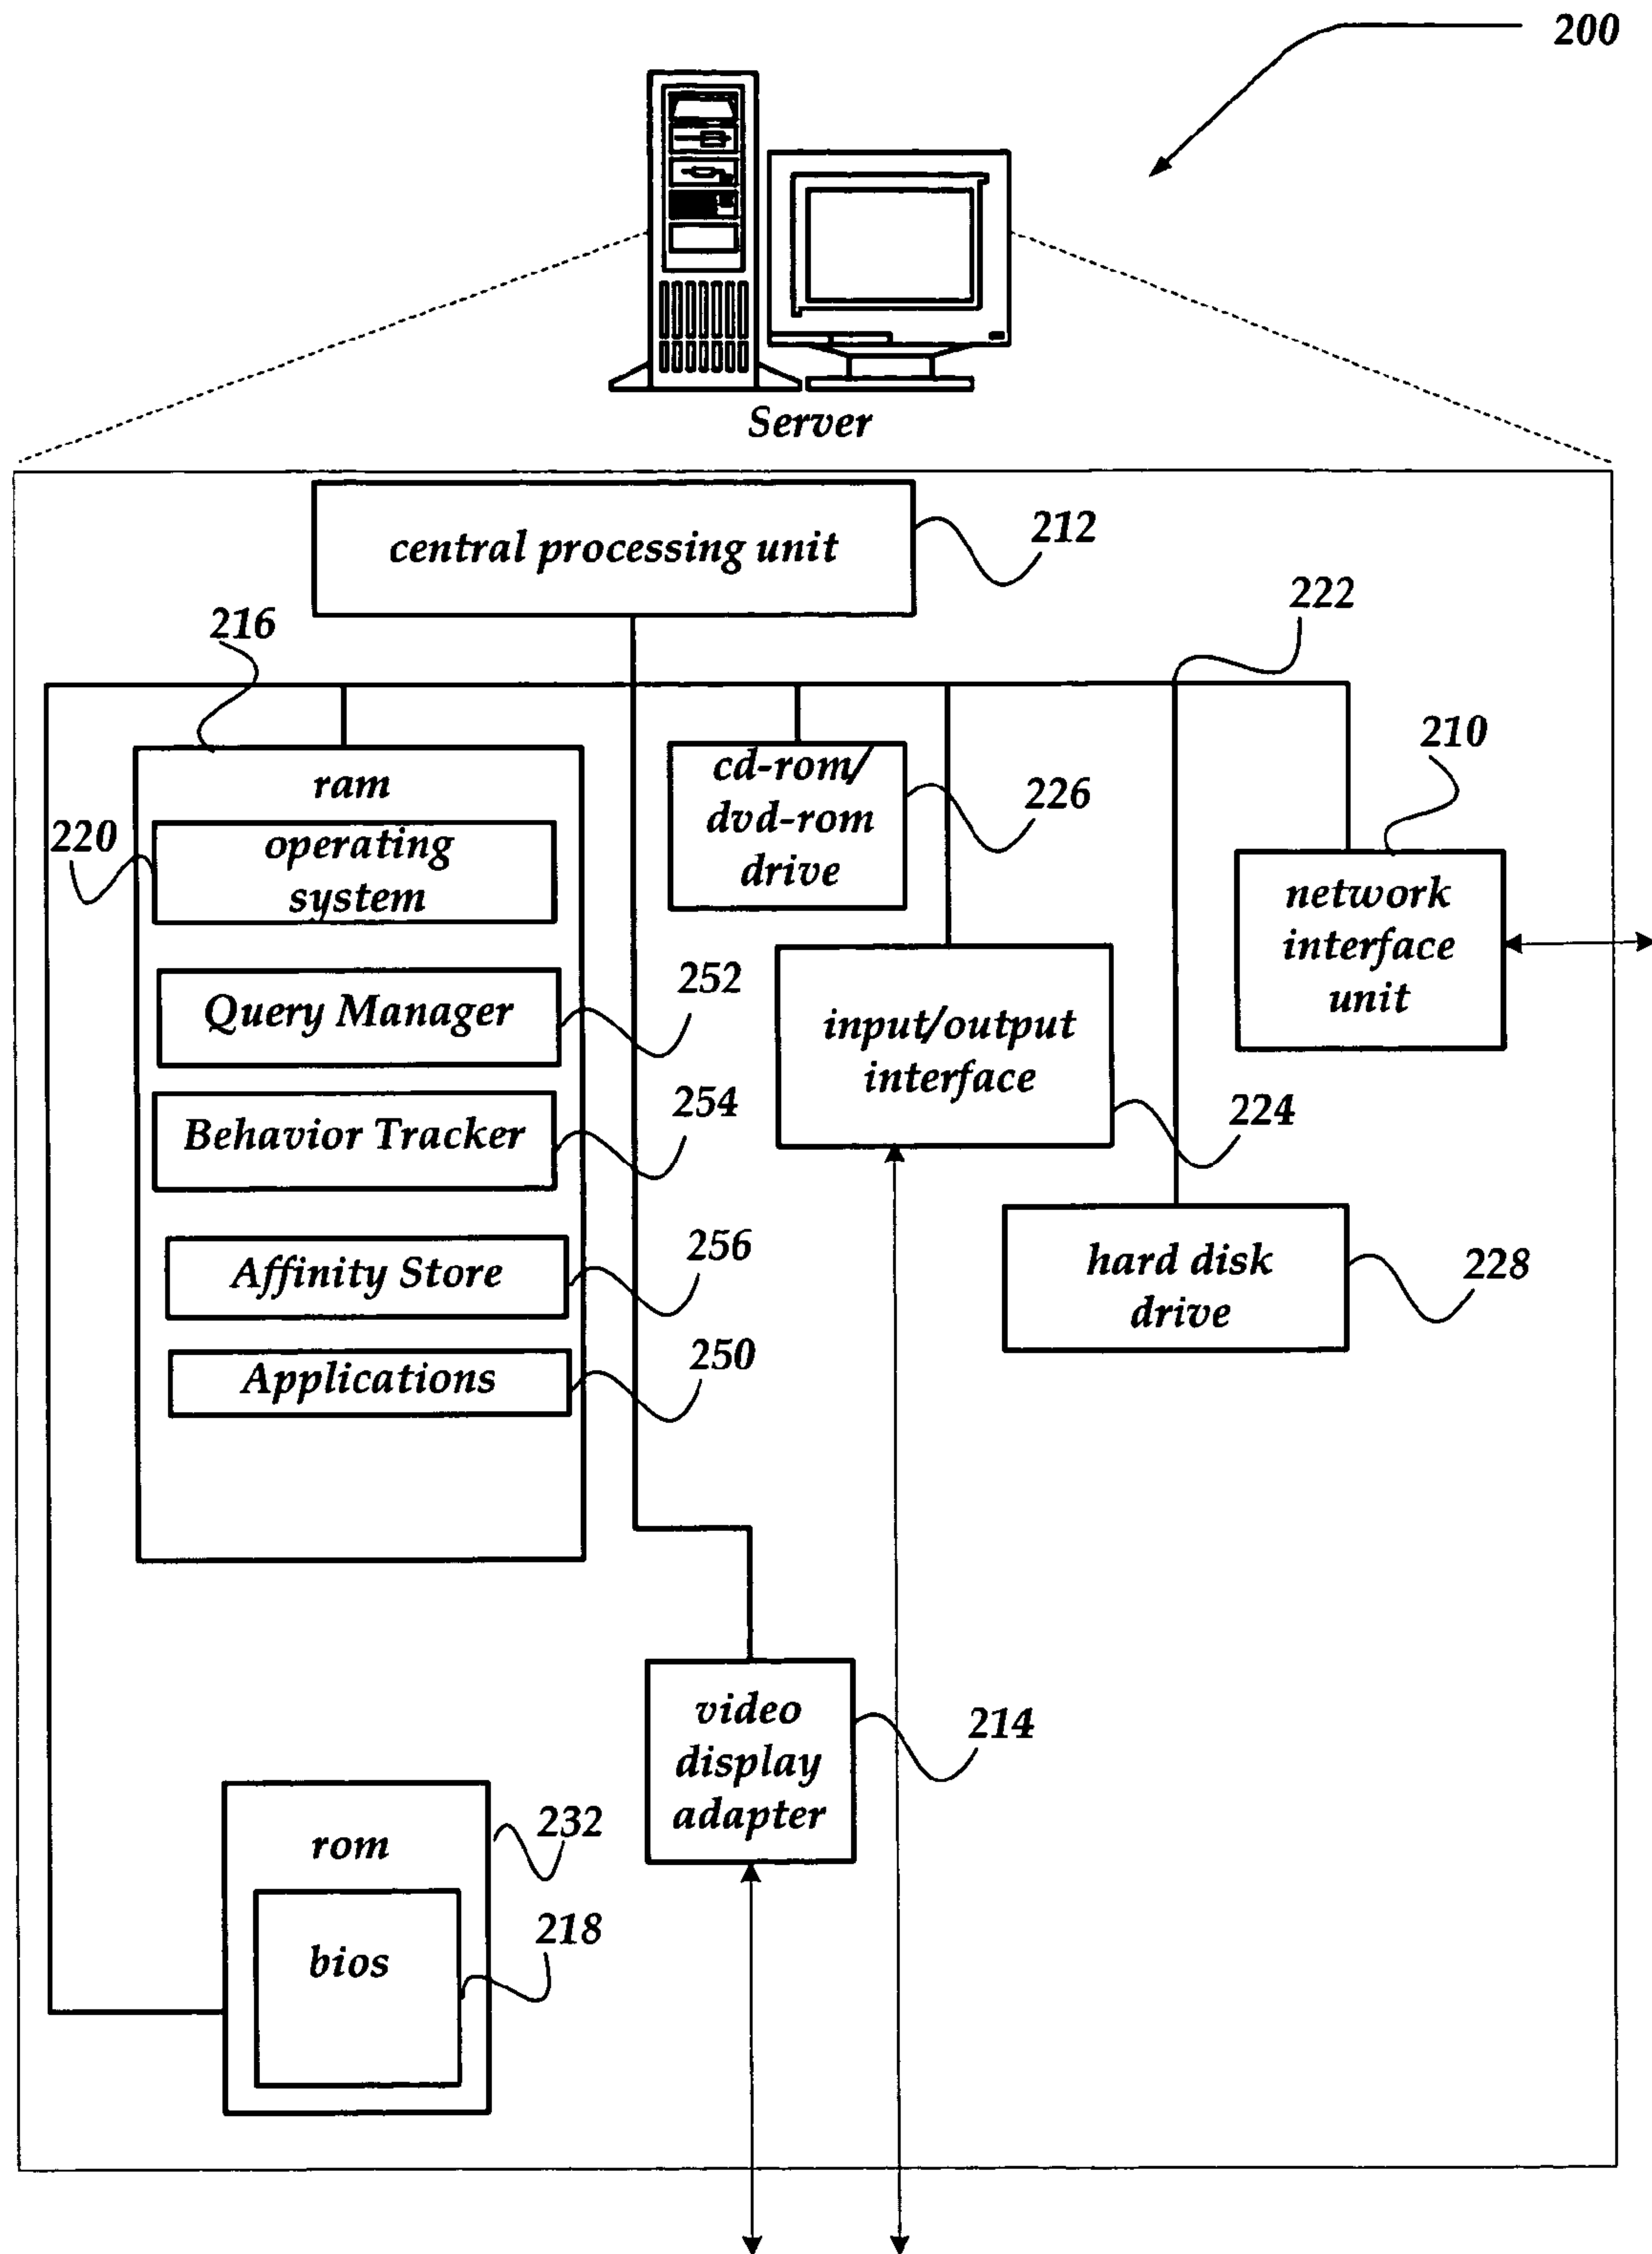 200
Server
central processing unit
212
222
216
210
ram
cd-rom/
dvd-rom
drive
226
220
operating
system
network
interface
unit
252
Query Manager
input/output
interface
254
224
Behavior Tracker
256
Affinity Store
hard disk
drive
228
250
Applications
video
display
adapter
214
232
rom
218
bios